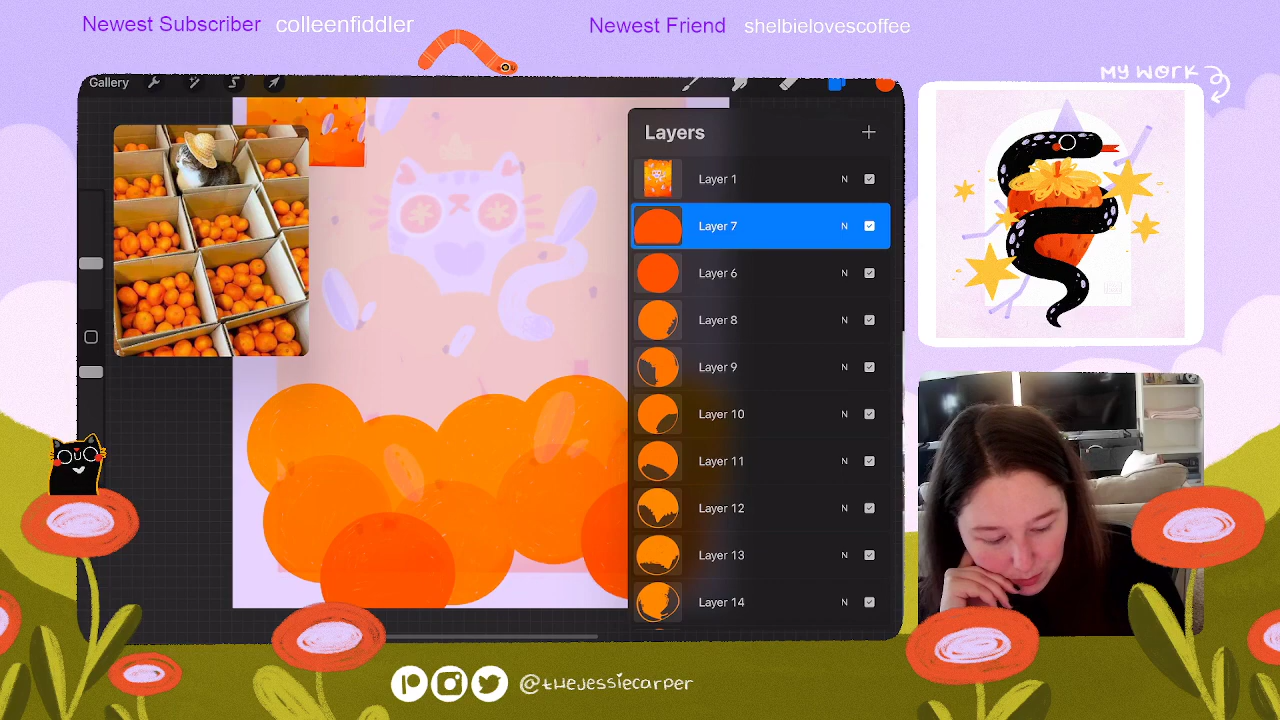 Newest Subscriber colleenfiddler
Newest Friend shelbielovescoffee
MY WORK
Gallery
Layers
Layer 1 N
Layer 7 N
Layer 6 N
Layer 8 N
Layer 9 N
Layer 10 N
Layer 11 N
Layer 12 N
Layer 13 N
Layer 14 N
@tHeJessiecarper